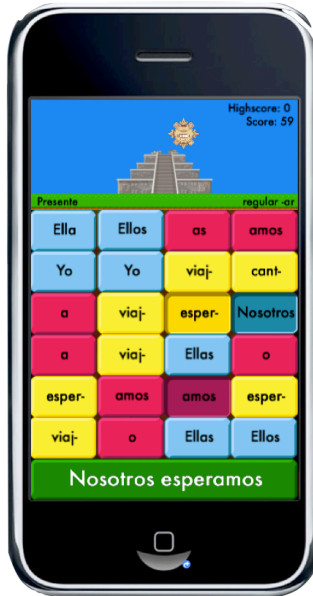 Highscore: 0
Score: 59
Presente regular -ar
Ella Ellos as amos
Yo Yo viaj- cant-
a viaj- esper- Nosotros
a viaj- Ellas o
esper- amos amos esper-
viaj- o Ellas Ellos
Nosotros esperamos